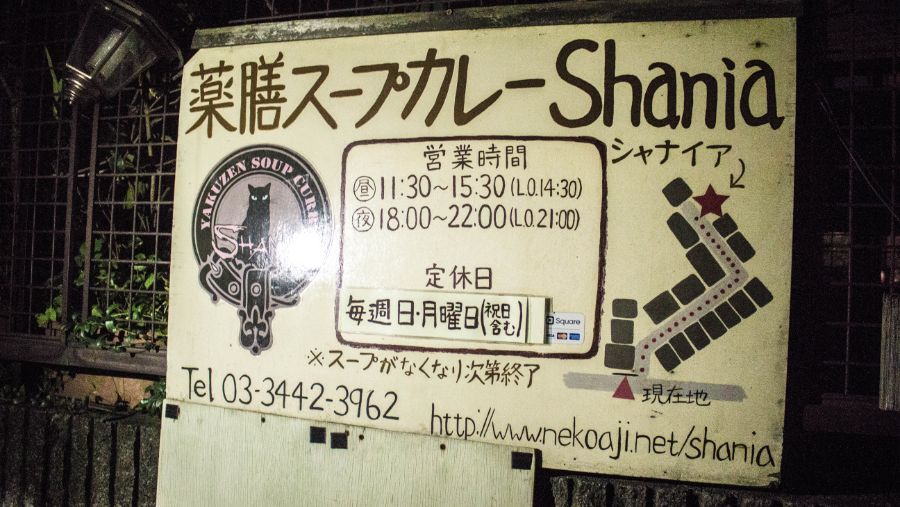 薬膳スープカレーShania
シャナイア
YAKUZEN SOUP CURRY
営業時間
昼 11:30～15:30(L.O.14:30)
夜 18:00～22:00(L.O.21:00)
定休日
毎週日・月曜日(祝日含む)
Square
※スープがなくなり次第終了
現在地
Tel 03-3442-3962
http://www.nekoaji.net/shania